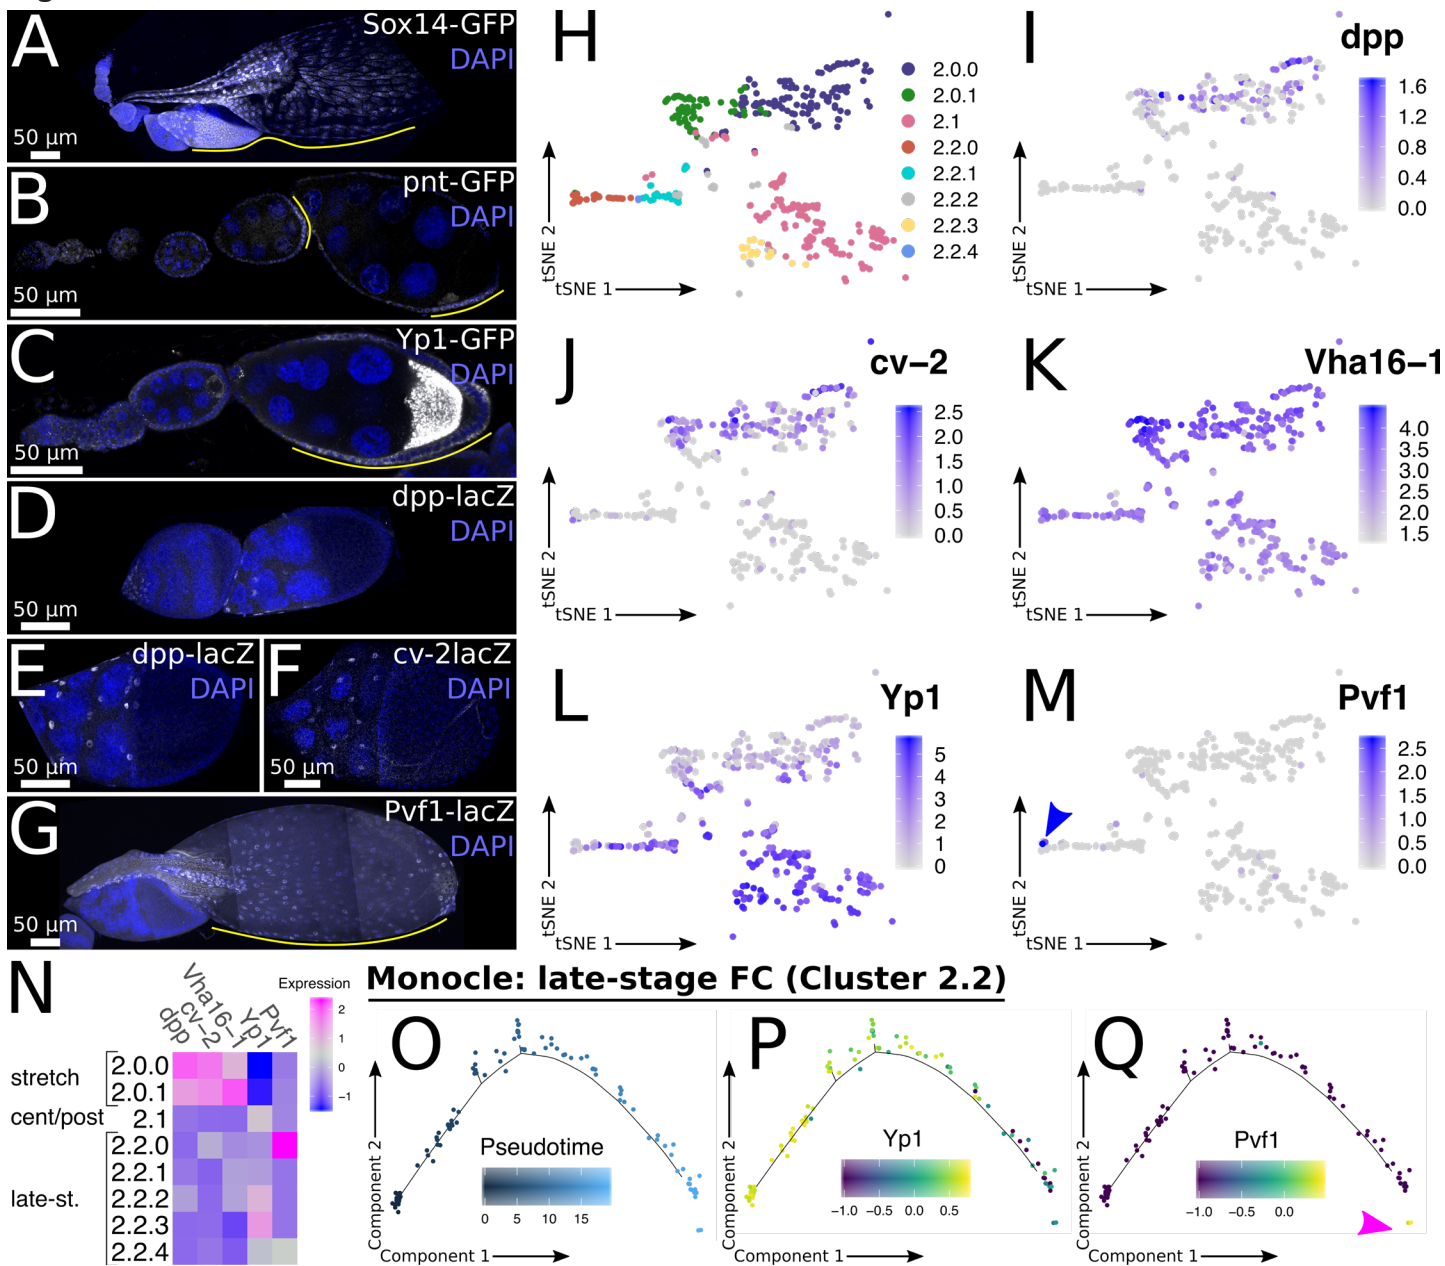 A
Sox14-GFP
DAPI
50 µm
B
pnt-GFP
DAPI
50 µm
C
Yp1-GFP
DAPI
50 µm
D
dpp-lacZ
DAPI
50 µm
E
dpp-lacZ
DAPI
50 µm
F
cv-2lacZ
DAPI
50 µm
G
Pvf1-lacZ
DAPI
50 µm
H
2.0.0
2.0.1
2.1
2.2.0
2.2.1
2.2.2
2.2.3
2.2.4
tSNE 2
tSNE 1
I
dpp
1.6
1.2
0.8
0.4
0.0
tSNE 2
tSNE 1
J
cv-2
2.5
2.0
1.5
1.0
0.5
0.0
tSNE 2
tSNE 1
K
Vha16-1
4.0
3.5
3.0
2.5
2.0
1.5
tSNE 2
tSNE 1
L
Yp1
5
4
3
2
1
0
tSNE 2
tSNE 1
M
Pvf1
2.5
2.0
1.5
1.0
0.5
0.0
tSNE 2
tSNE 1
N
dpp
cv-2
Vha16-1
Yp1
Pvf1
Expression
2
1
0
-1
stretch
2.0.0
2.0.1
cent/post
2.1
late-st.
2.2.0
2.2.1
2.2.2
2.2.3
2.2.4
Monocle: late-stage FC (Cluster 2.2)
O
Pseudotime
0 5 10 15
Component 2
Component 1
P
Yp1
-1.0 -0.5 0.0 0.5
Component 2
Component 1
Q
Pvf1
-1.0 -0.5 0.0
Component 2
Component 1